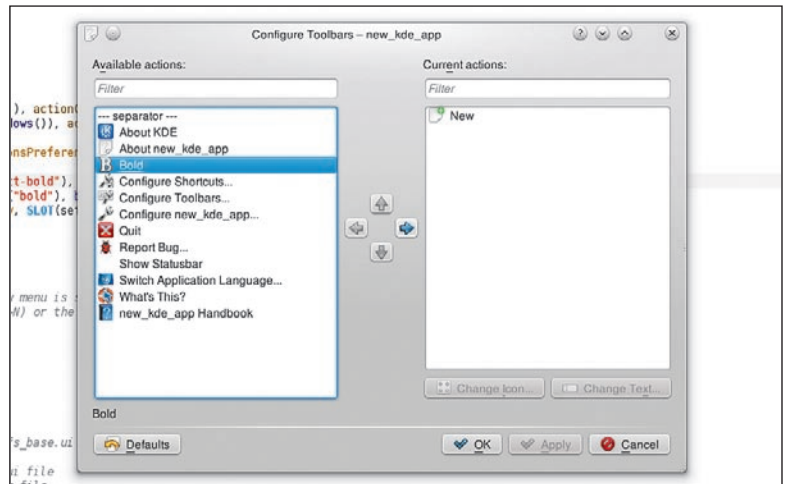 Configure Toolbars – new_kde_app
Available actions:
Current actions:
Filter
Filter
--- separator ---
About KDE
About new_kde_app
Bold
Configure Shortcuts...
Configure Toolbars...
Configure new_kde_app...
Quit
Report Bug...
Show Statusbar
Switch Application Language...
What's This?
new_kde_app Handbook
New
Change Icon...
Change Text...
Bold
Defaults
OK
Apply
Cancel
), action
lows()), a
onsPrefere
t-bold"),
"bold"),
, SLOT(se
menu is
or the
s_base.ui
file